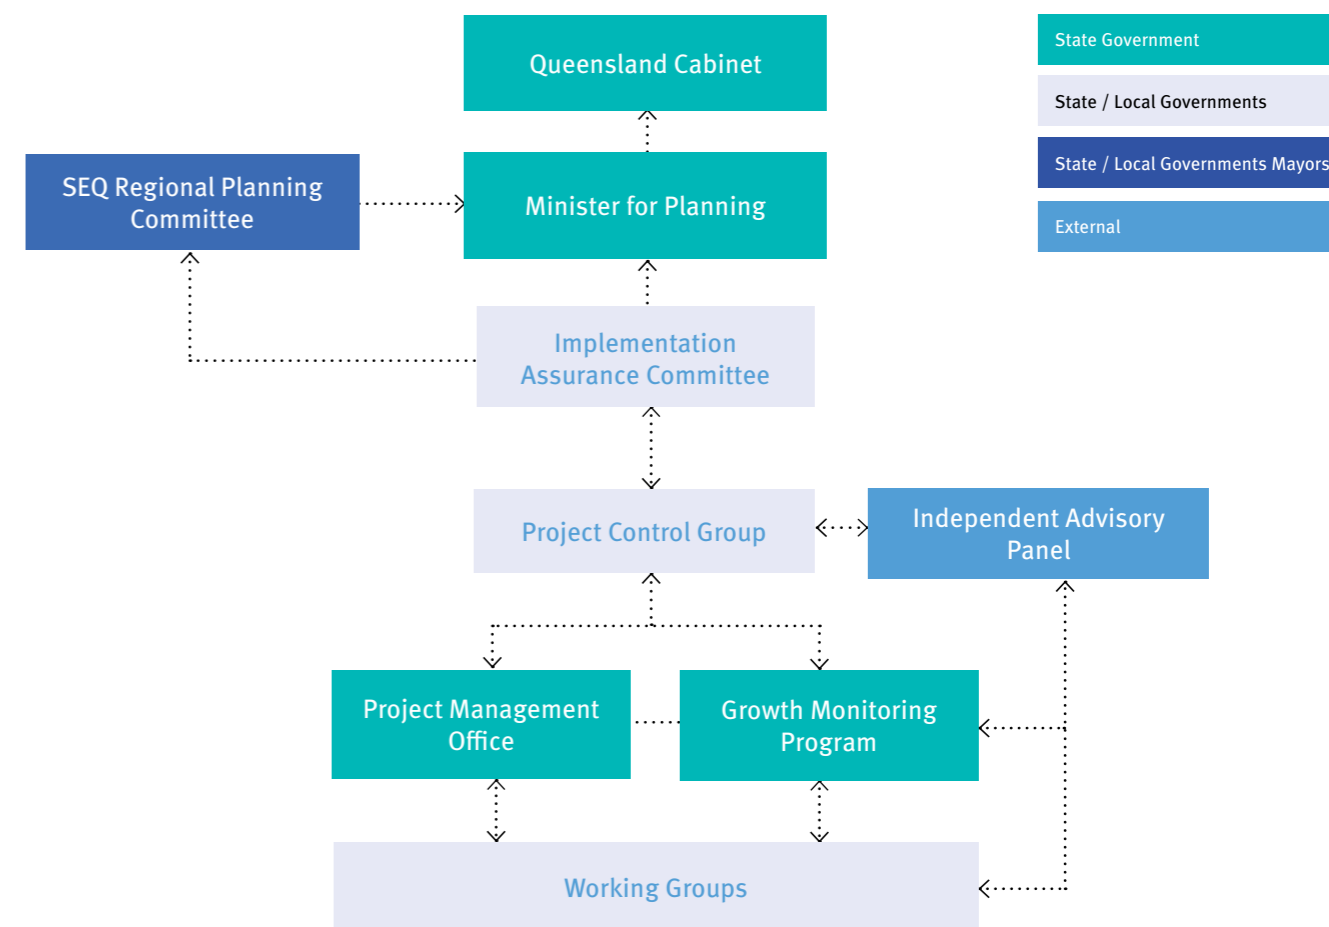 Queensland Cabinet
SEQ Regional Planning
Committee
Minister for Planning
Implementation
Assurance Committee
Project Control Group
Independent Advisory
Panel
Project Management
Office
Growth Monitoring
Program
Working Groups
State Government
State / Local Governments
State / Local Governments Mayors
External